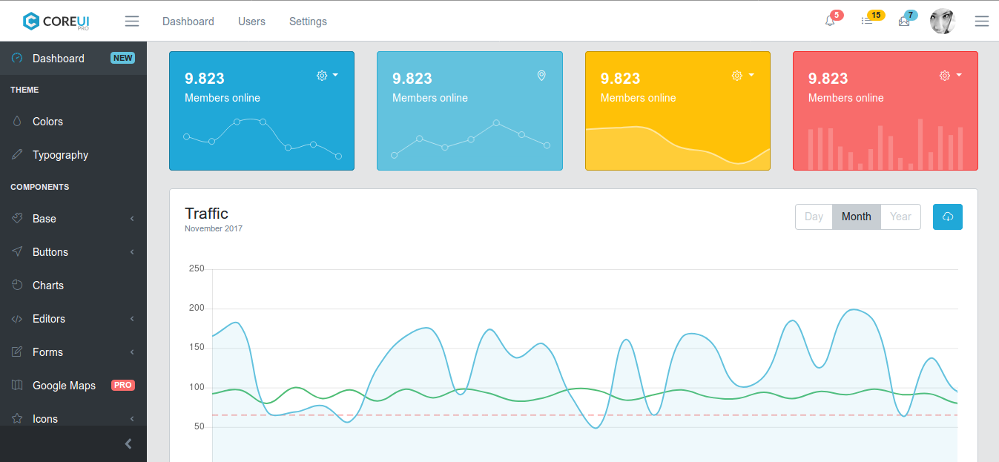 COREUI
PRO
Dashboard Users Settings
5 15 7
Dashboard NEW
THEME
Colors
Typography
COMPONENTS
Base
Buttons
Charts
Editors
Forms
Google Maps PRO
Icons
9.823
Members online
9.823
Members online
9.823
Members online
9.823
Members online
Traffic
November 2017
Day Month Year
250
200
150
100
50